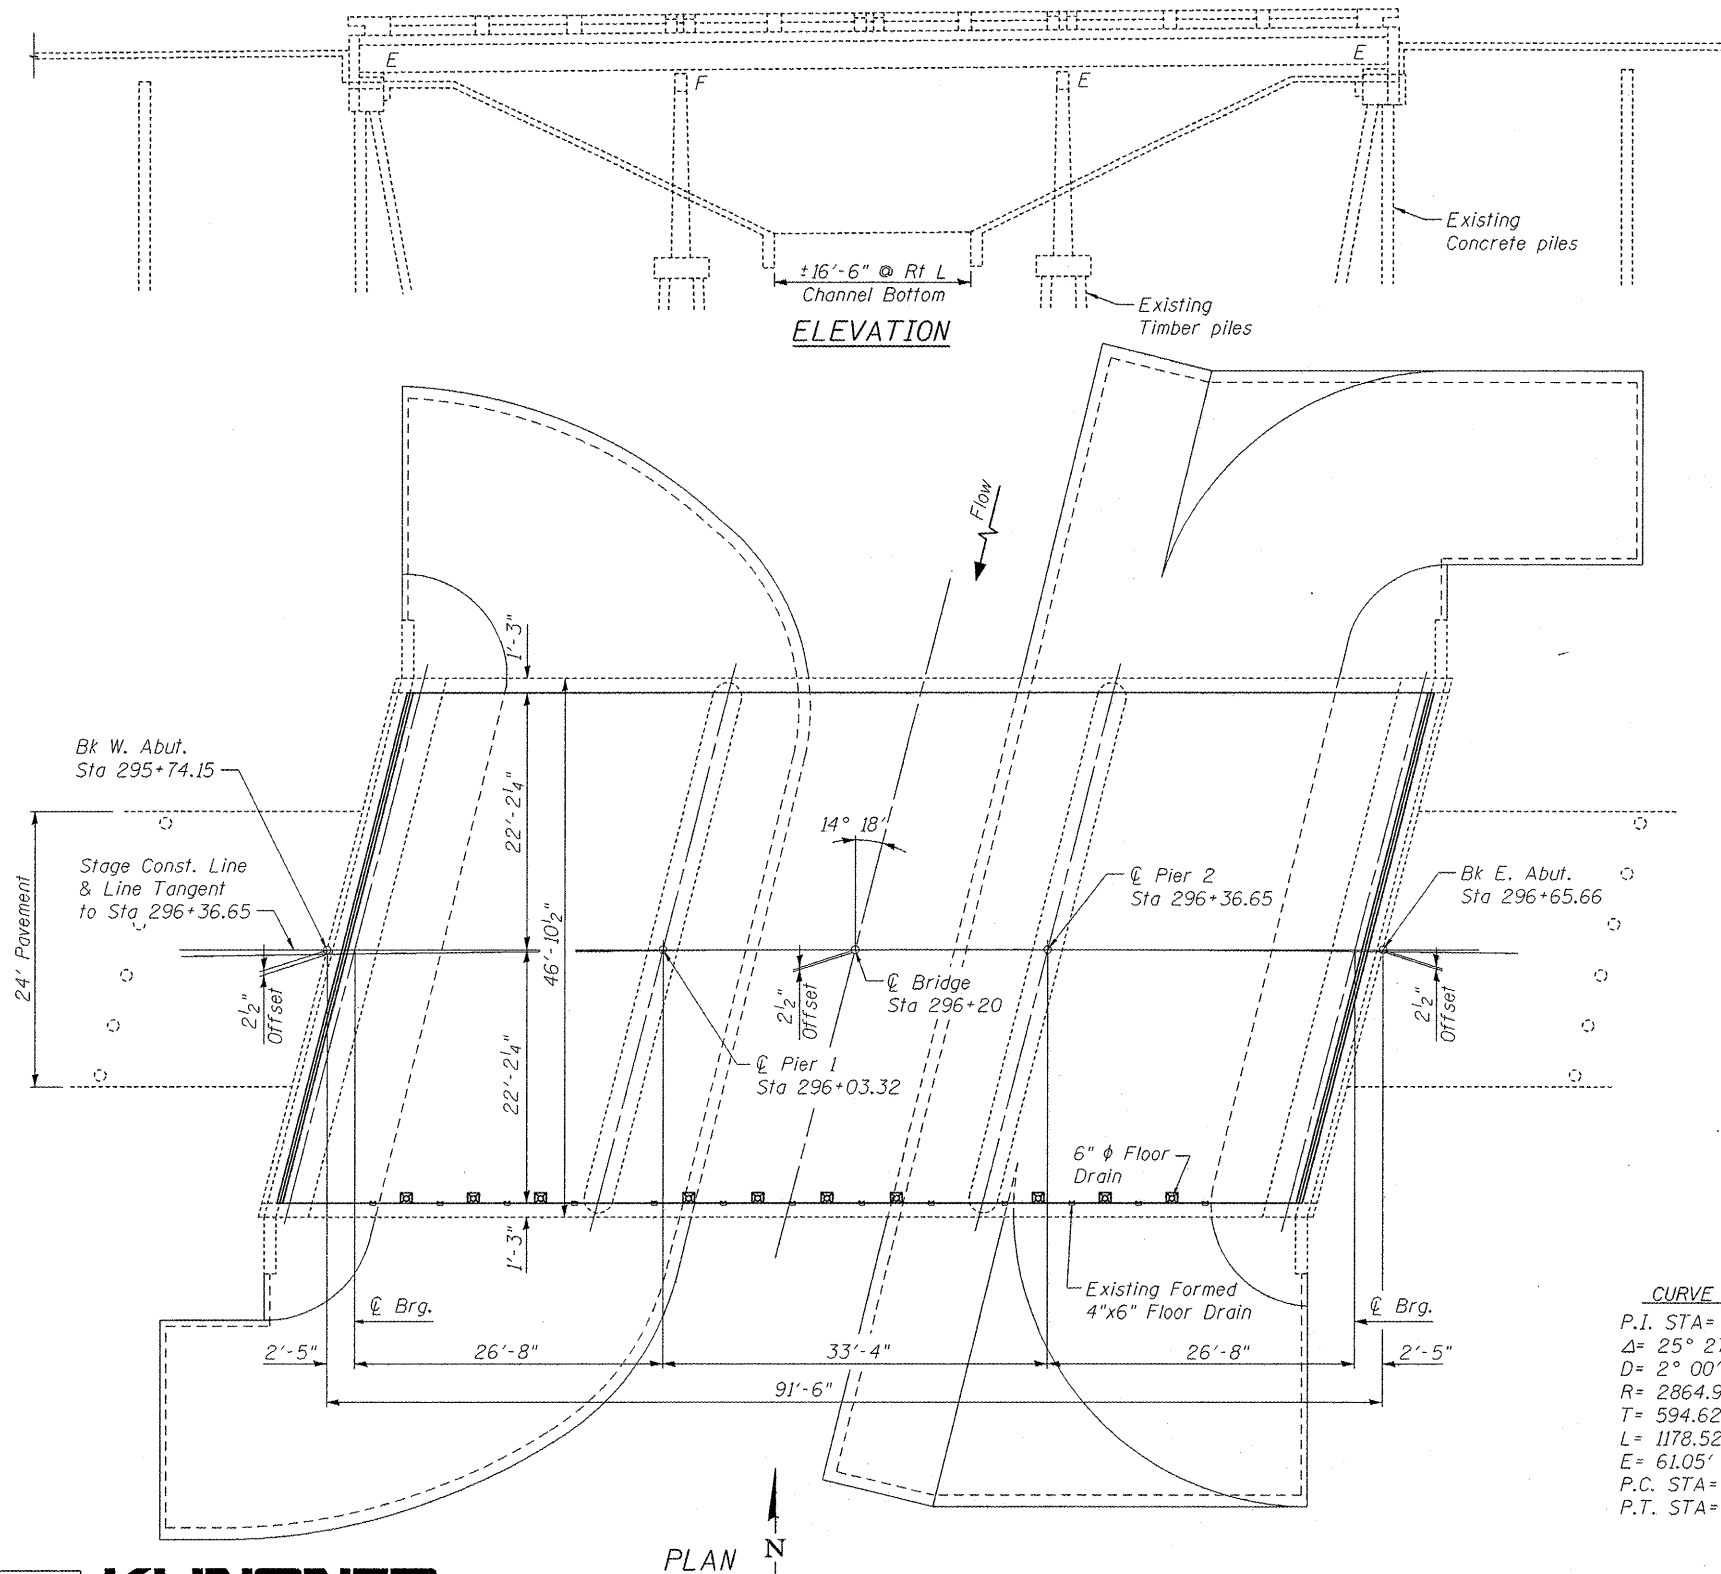 E
F
E
E
Existing
Concrete piles
±16'-6" @ Rt L
Channel Bottom
Existing
Timber piles
ELEVATION
Flow
1'-3"
Bk W. Abut.
Sta 295+74.15
22'-2¼"
14° 18'
Stage Const. Line
& Line Tangent
to Sta 296+36.65
℄ Pier 2
Sta 296+36.65
Bk E. Abut.
Sta 296+65.66
24' Pavement
46'-10½"
2½"
Offset
2½"
Offset
℄ Bridge
Sta 296+20
2½"
Offset
℄ Pier 1
Sta 296+03.32
22'-2¼"
6" ϕ Floor
Drain
1'-3"
Existing Formed
4"x6" Floor Drain
℄ Brg.
℄ Brg.
2'-5"
26'-8"
33'-4"
26'-8"
2'-5"
91'-6"
CURVE
P.I. STA=
Δ= 25° 2
D= 2° 00'
R= 2864.9
T= 594.62
L= 1178.52
E= 61.05'
P.C. STA=
P.T. STA=
PLAN
N